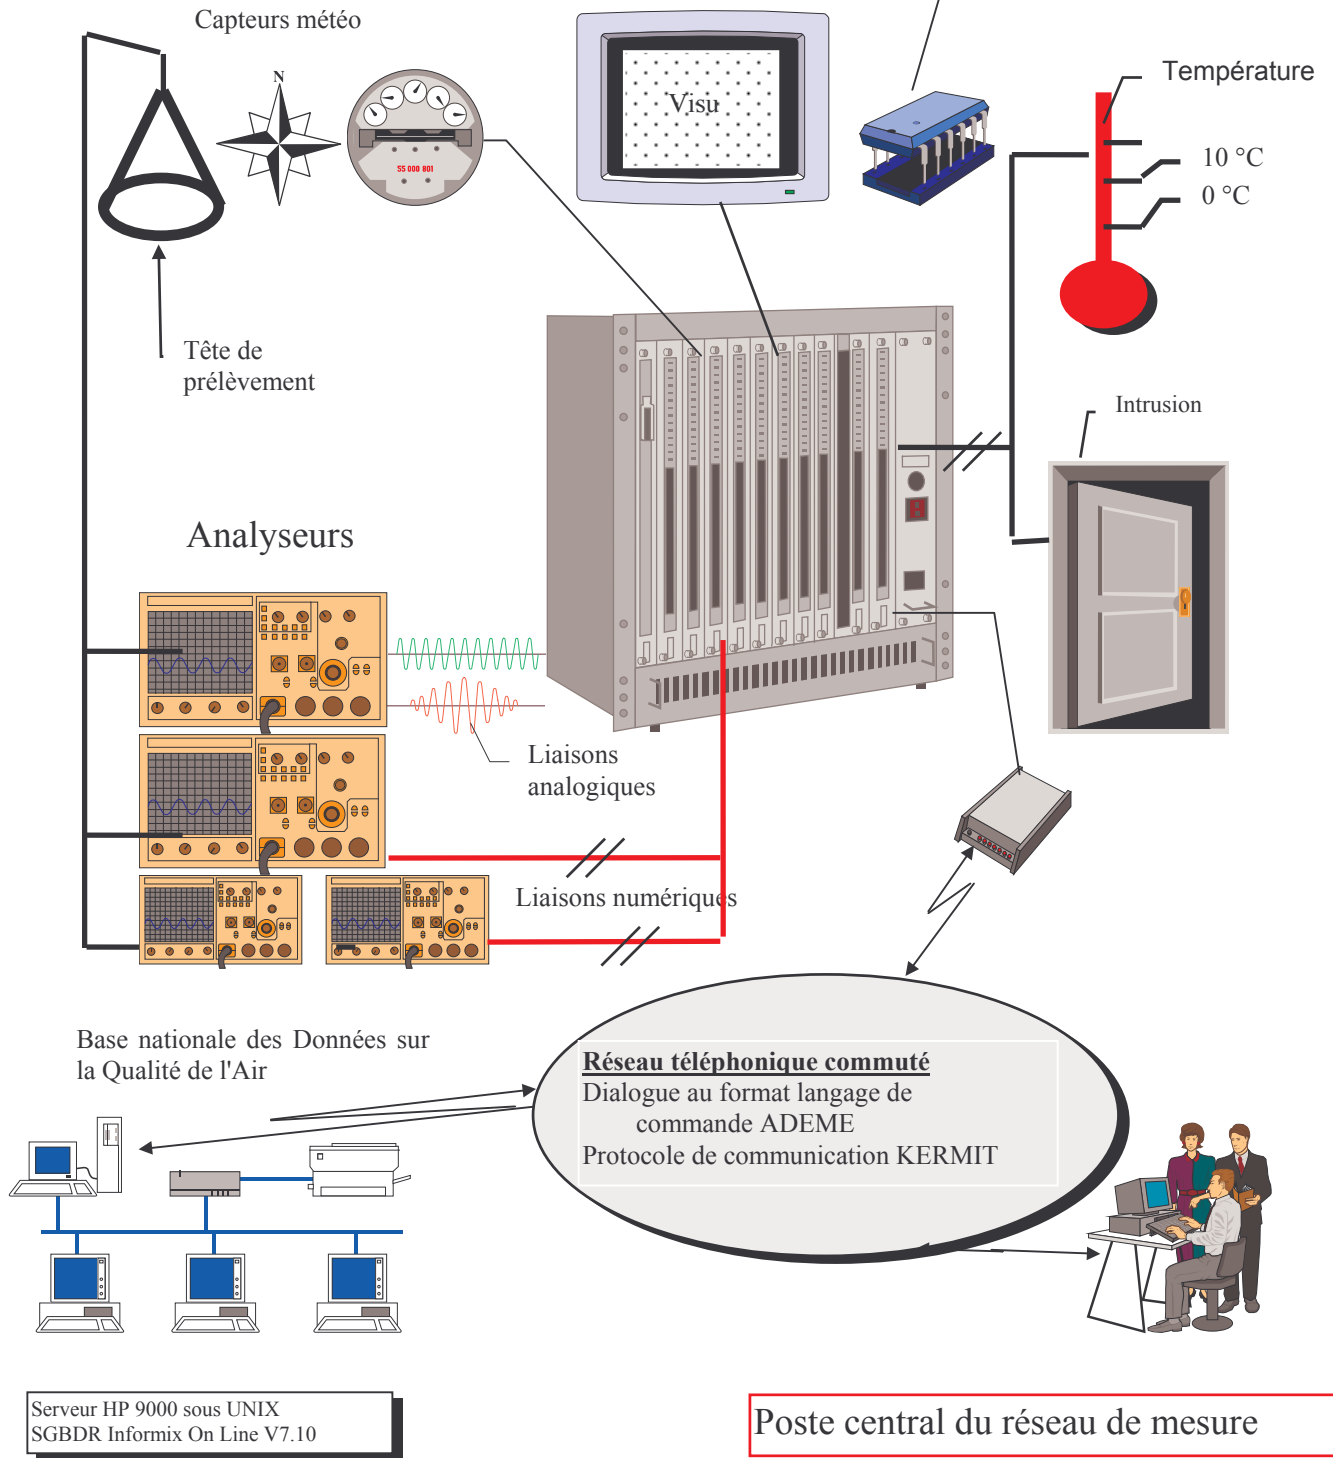 Capteurs météo
N
Visu
Température
10 °C
0 °C
55 000 801
Tête de
prélèvement
Intrusion
Analyseurs
Liaisons
analogiques
Liaisons numériques
Base nationale des Données sur
la Qualité de l'Air
Réseau téléphonique commuté
Dialogue au format langage de
commande ADEME
Protocole de communication KERMIT
Serveur HP 9000 sous UNIX
SGBDR Informix On Line V7.10
Poste central du réseau de mesure